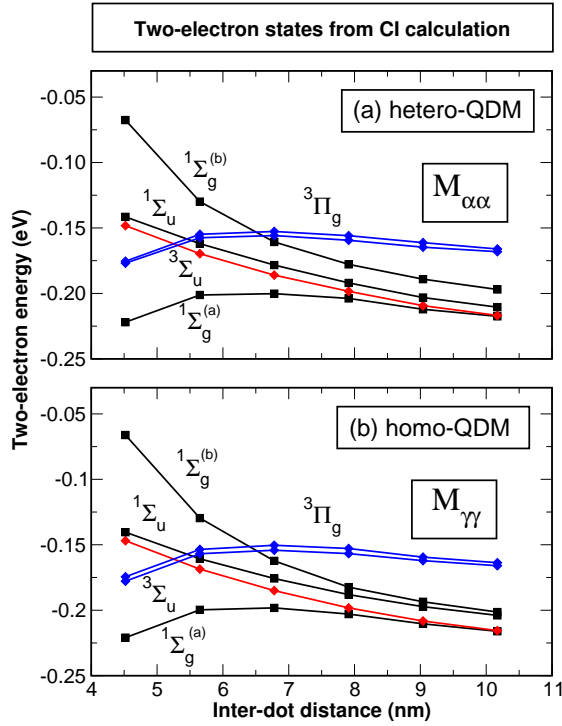 Two-electron states from CI calculation
Two-electron energy (eV)
-0.05
-0.10
-0.15
-0.20
-0.25
(a) hetero-QDM
M_αα
¹Σ_g^(b)
¹Σ_u
³Π_g
³Σ_u
¹Σ_g^(a)
-0.05
-0.1
-0.15
-0.2
-0.25
(b) homo-QDM
M_γγ
¹Σ_g^(b)
¹Σ_u
³Π_g
³Σ_u
¹Σ_g^(a)
4 5 6 7 8 9 10 11
Inter-dot distance (nm)